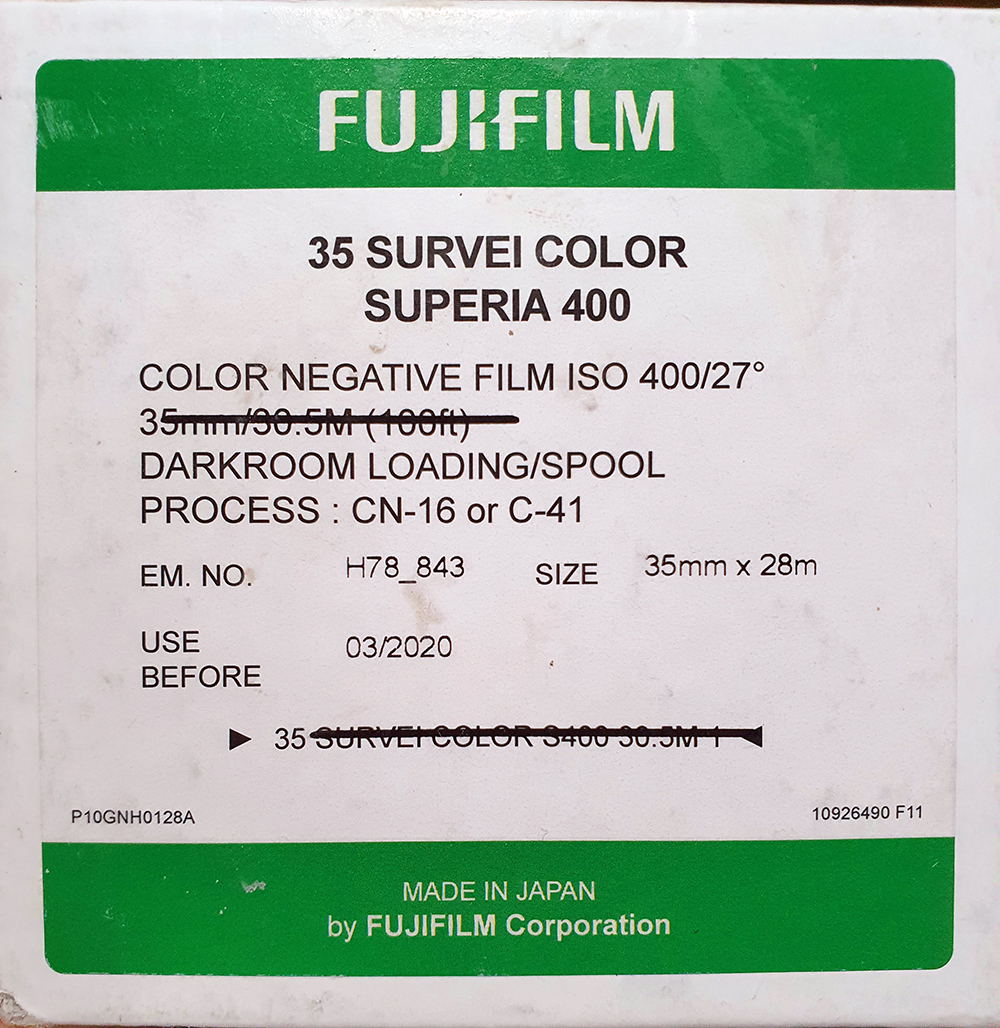 FUJIFILM
35 SURVEI COLOR
SUPERIA 400
COLOR NEGATIVE FILM ISO 400/27°
35mm/30.5M (100ft)
DARKROOM LOADING/SPOOL
PROCESS : CN-16 or C-41
EM. NO. H78_843 SIZE 35mm x 28m
USE BEFORE 03/2020
▶ 35 SURVEI COLOR S400 30.5M 1 ◀
P10GNH0128A 10926490 F11
MADE IN JAPAN
by FUJIFILM Corporation